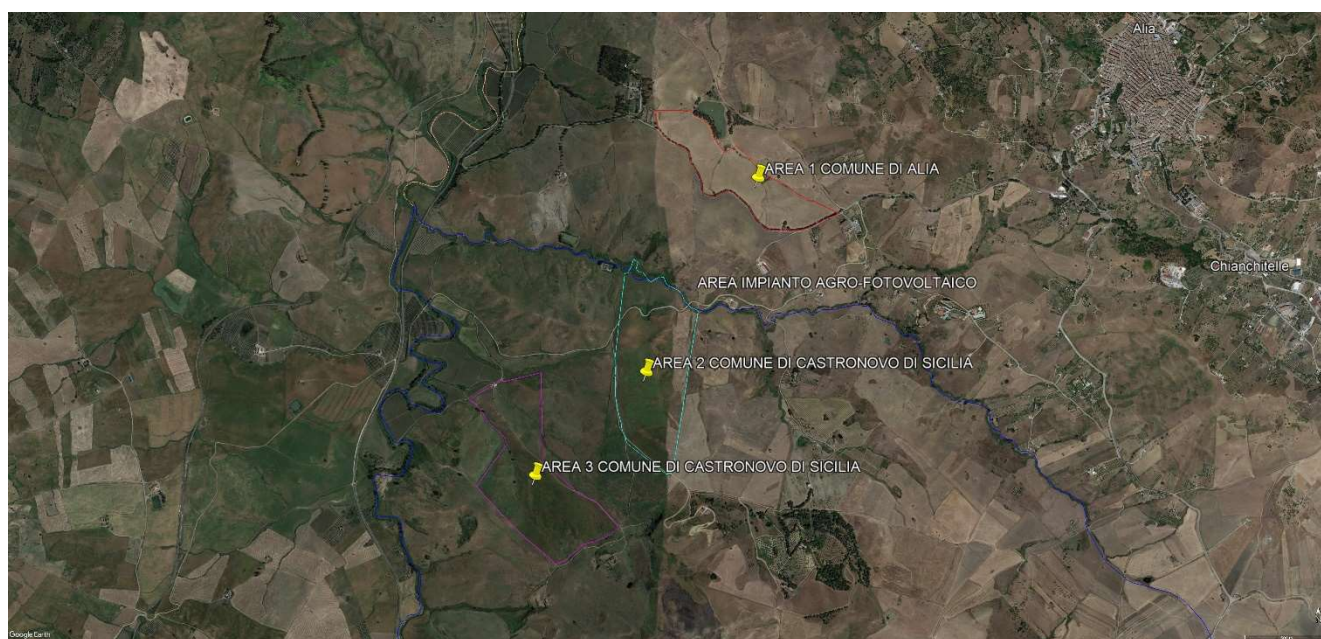 Alia
AREA 1 COMUNE DI ALIA
Chianchitelle
AREA IMPIANTO AGRO-FOTOVOLTAICO
AREA 2 COMUNE DI CASTRONOVO DI SICILIA
AREA 3 COMUNE DI CASTRONOVO DI SICILIA
Google Earth